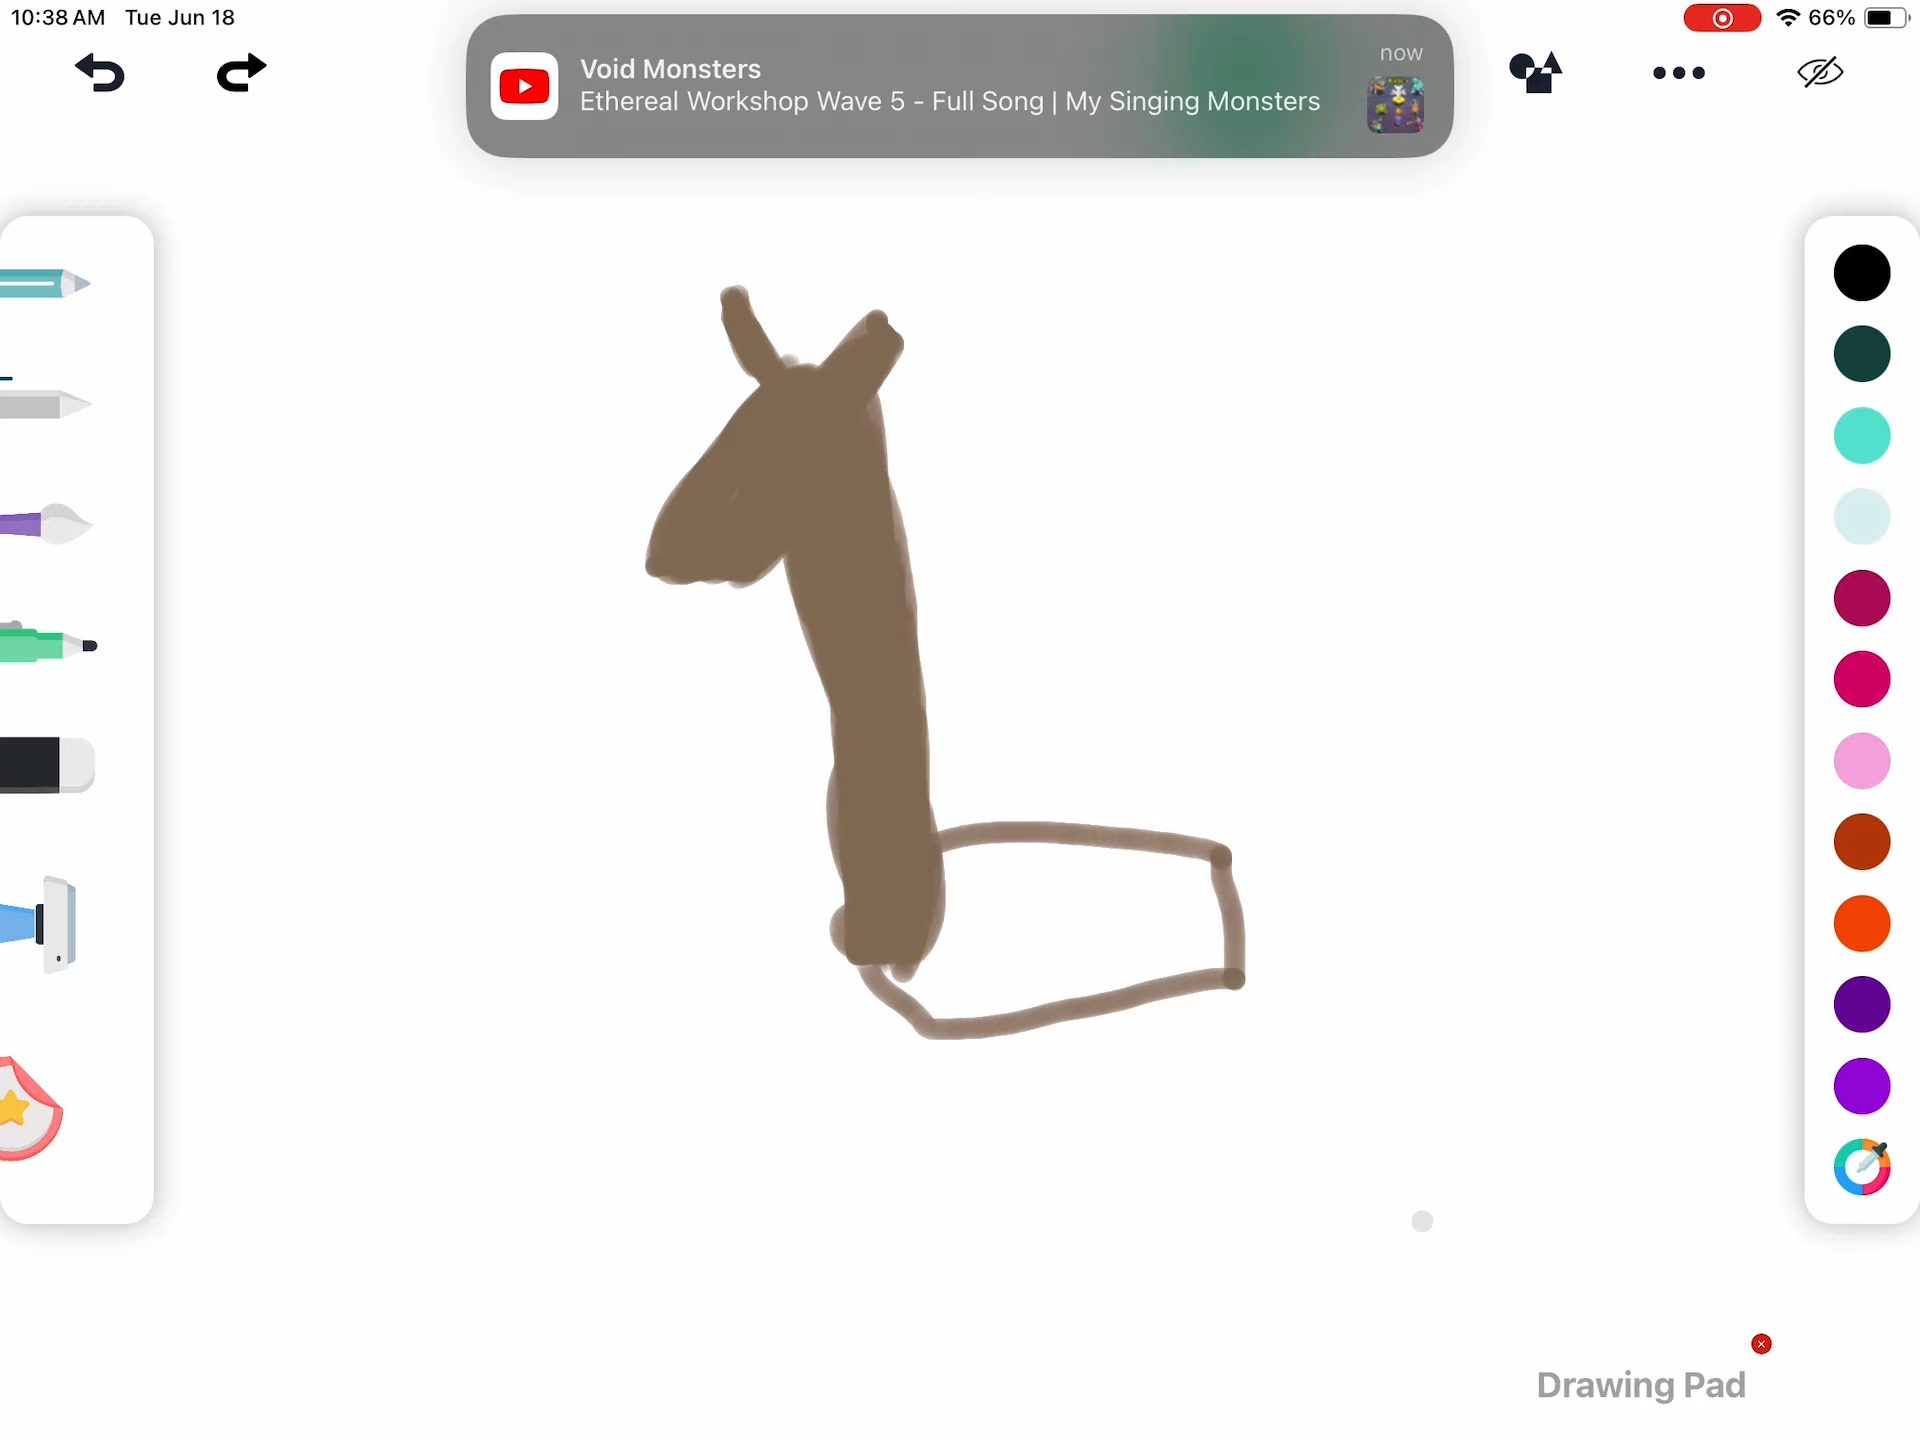 10:38 AM Tue Jun 18
66%
Void Monsters
now
Ethereal Workshop Wave 5 - Full Song | My Singing Monsters
Drawing Pad